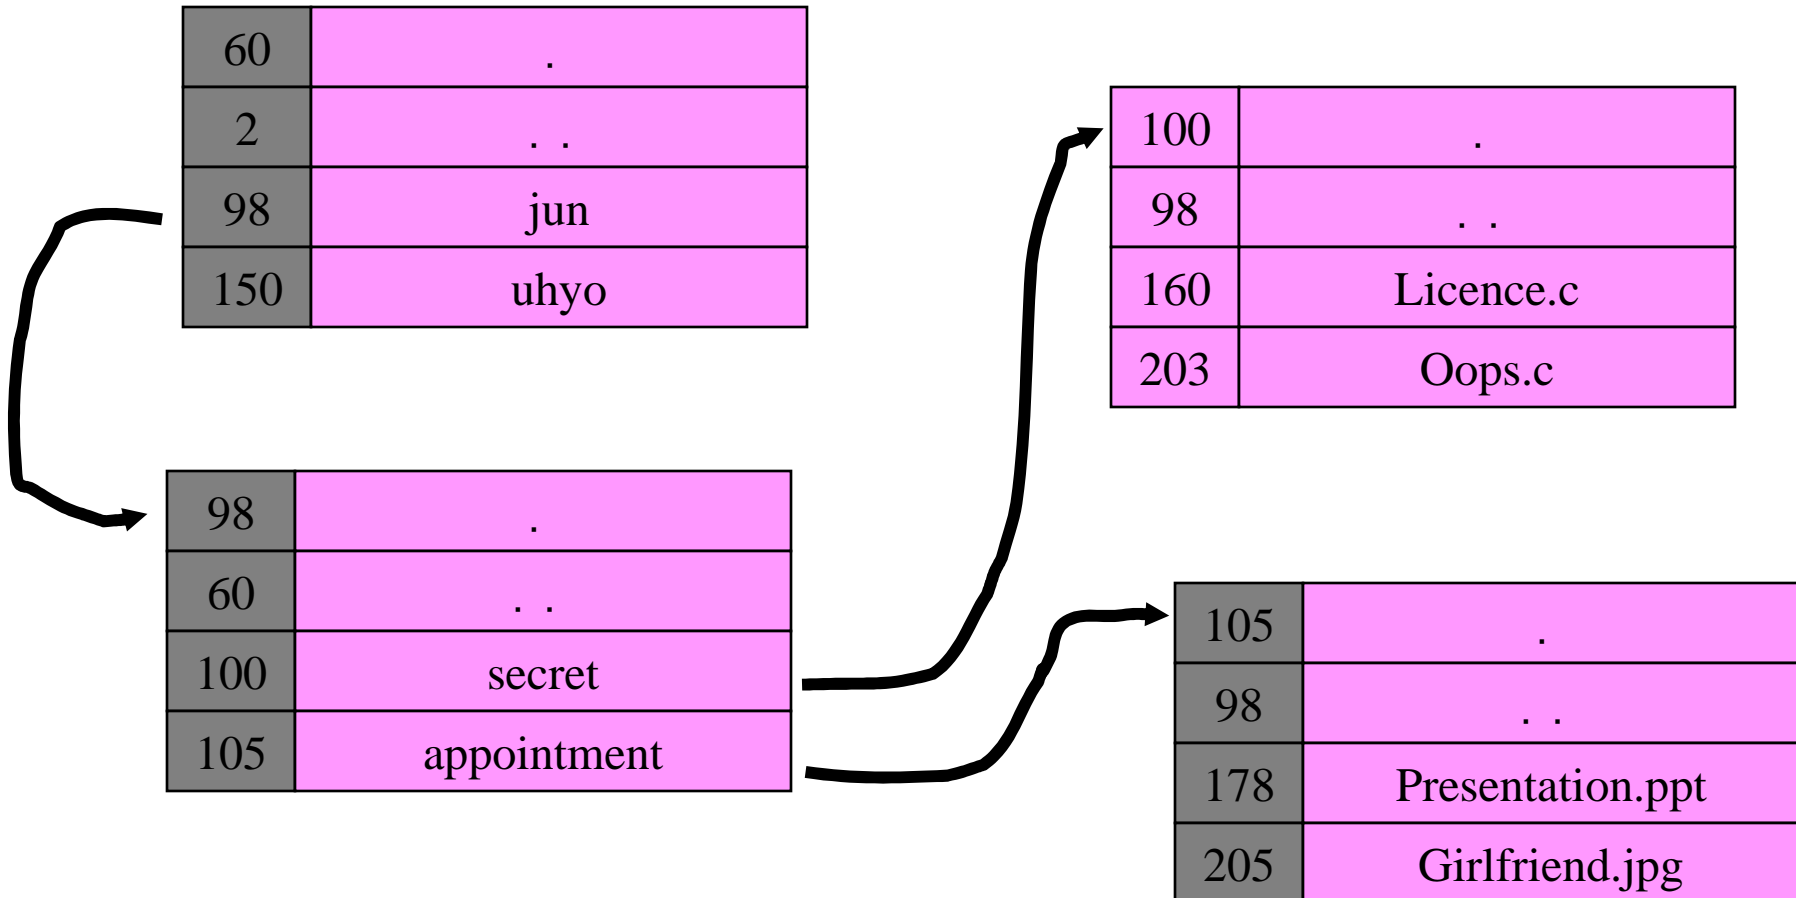 60 .
2 . .
98 jun
150 uhyo
100 .
98 . .
160 Licence.c
203 Oops.c
98 .
60 . .
100 secret
105 appointment
105 .
98 . .
178 Presentation.ppt
205 Girlfriend.jpg